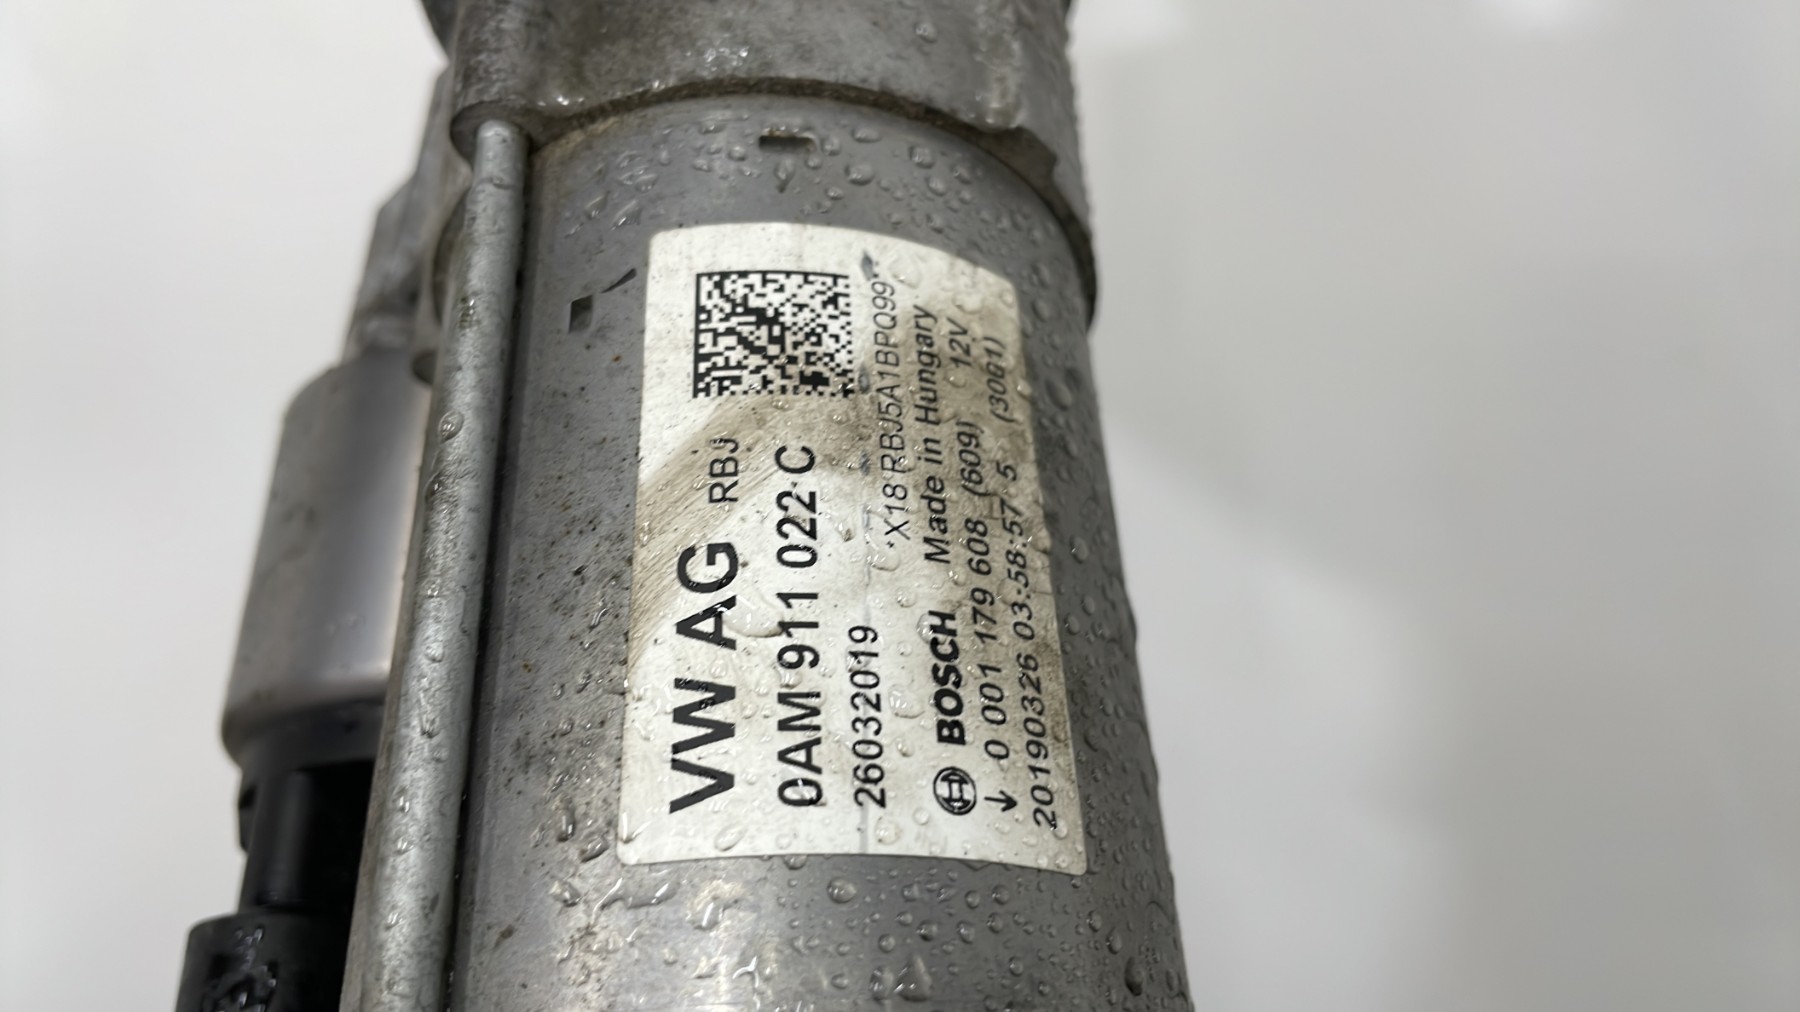 VW AG RBJ
0AM 911 022 C
26032019
*X18 RBJ5A1BPQ99
BOSCH Made in Hungary
↓ 0 001 179 608 (609) 12V
20190326 03:58:57 5 (3001)